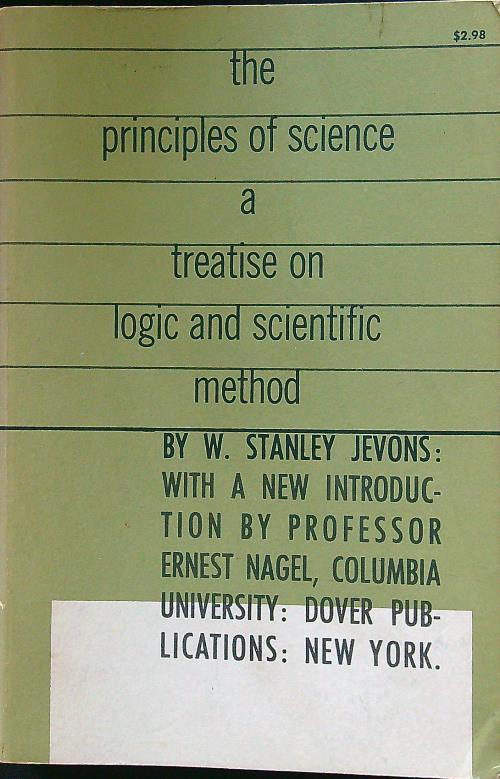 $2.98
the
principles of science
a
treatise on
logic and scientific
method
BY W. STANLEY JEVONS:
WITH A NEW INTRODUC-
TION BY PROFESSOR
ERNEST NAGEL, COLUMBIA
UNIVERSITY: DOVER PUB-
LICATIONS: NEW YORK.